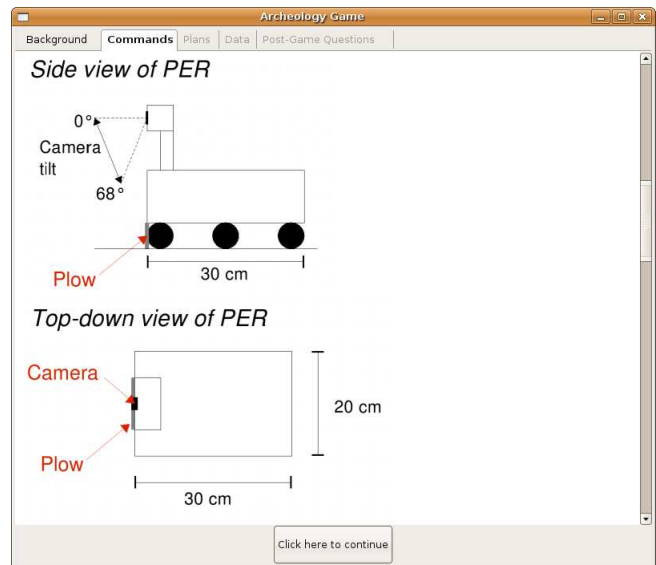 Archeology Game
Background Commands Plans Data Post-Game Questions
Side view of PER
0°
Camera
tilt
68°
Plow
30 cm
Top-down view of PER
Camera
20 cm
Plow
30 cm
Click here to continue